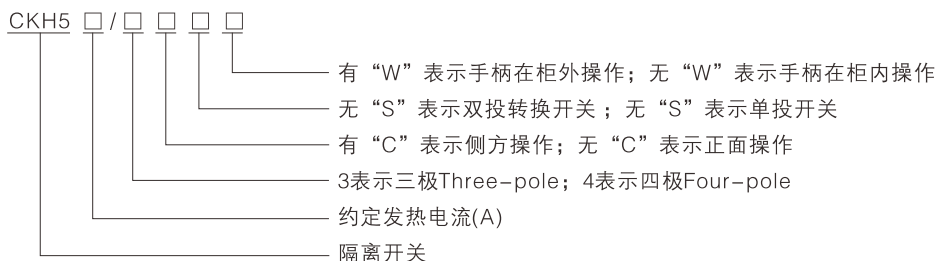 CKH5 □/□ □ □ □
有“W”表示手柄在柜外操作；无“W”表示手柄在柜内操作
无“S”表示双投转换开关；无“S”表示单投开关
有“C”表示侧方操作；无“C”表示正面操作
3表示三极Three-pole；4表示四极Four-pole
约定发热电流(A)
隔离开关